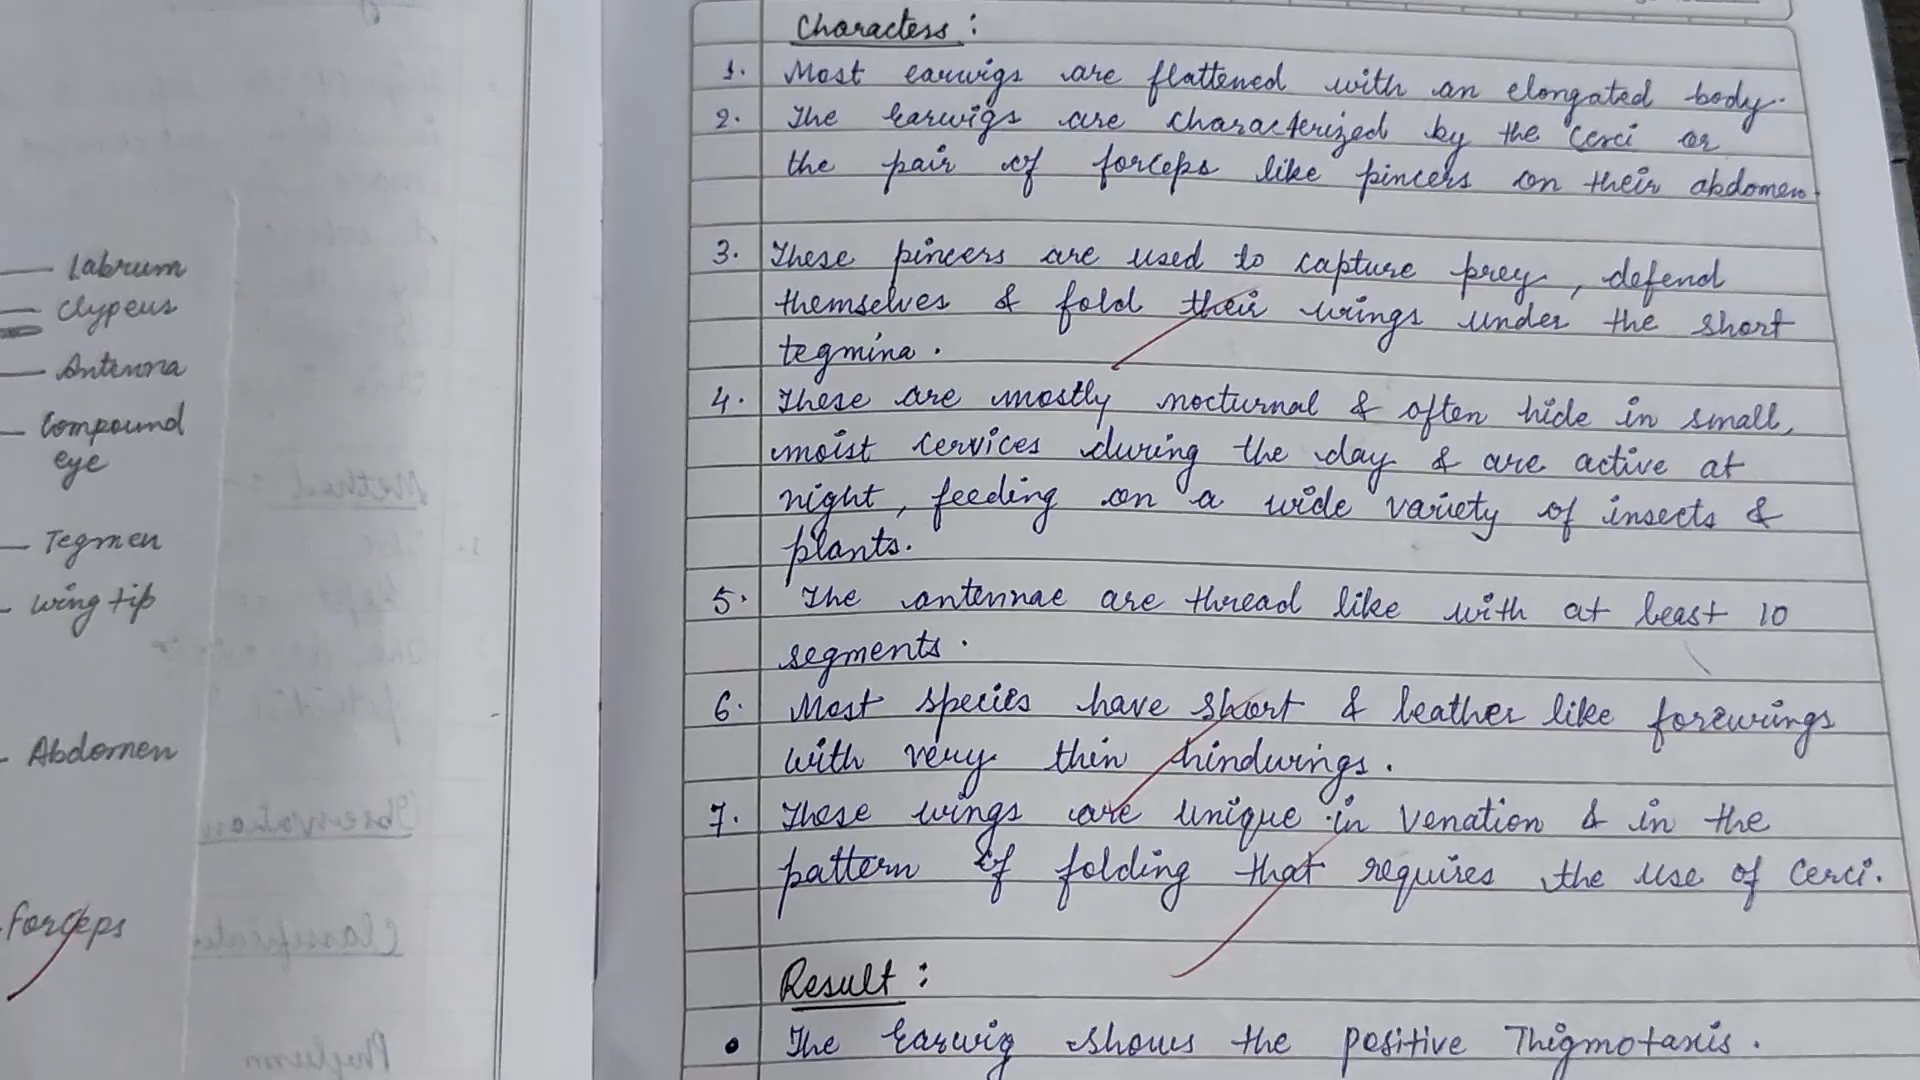 Labrum
Clypeus
Antenna
Compound
eye
Tegmen
wing tip
Abdomen
Forceps
Characters :
1. Most earwigs are flattened with an elongated body.
2. The Earwigs are characterized by the Cerci or
the pair of forceps like pincers on their abdomen.
3. These pincers are used to capture prey, defend
themselves & fold their wings under the short
tegmina.
4. These are mostly nocturnal & often hide in small,
moist cervices during the day & are active at
night, feeding on a wide variety of insects &
plants.
5. The antennae are thread like with at least 10
segments.
6. Most species have short & leather like forewings
with very thin hindwings.
7. These wings are unique in venation & in the
pattern of folding that requires the use of Cerci.
Result :
• The Earwig shows the positive Thigmotaxis.